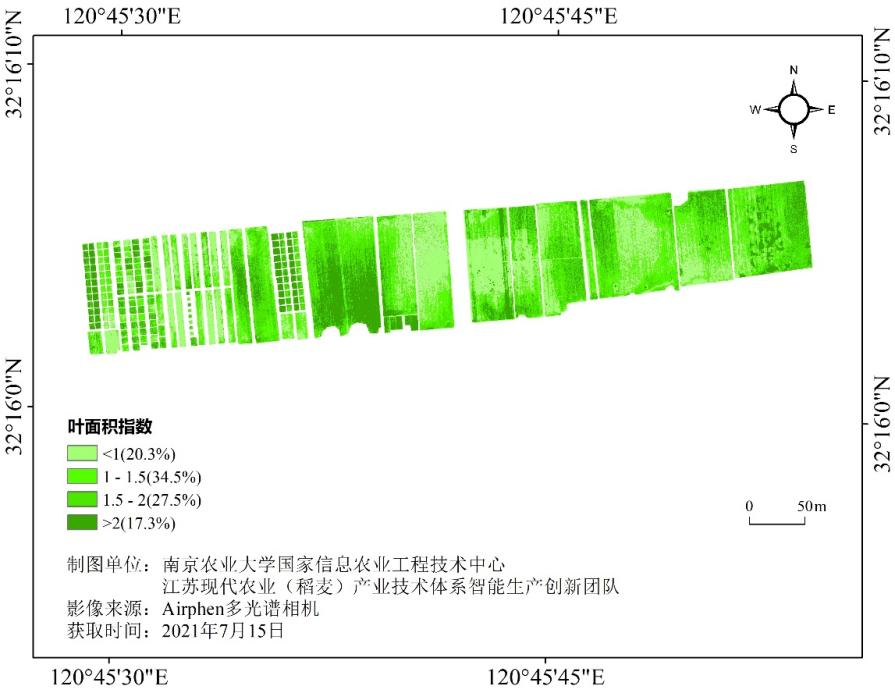 120°45'30"E
120°45'45"E
32°16'10"N
32°16'10"N
N
W
E
S
32°16'0"N
32°16'0"N
叶面积指数
<1(20.3%)
1 - 1.5(34.5%)
1.5 - 2(27.5%)
>2(17.3%)
0 50m
制图单位：南京农业大学国家信息农业工程技术中心
江苏现代农业（稻麦）产业技术体系智能生产创新团队
影像来源：Airphen多光谱相机
获取时间：2021年7月15日
120°45'30"E
120°45'45"E